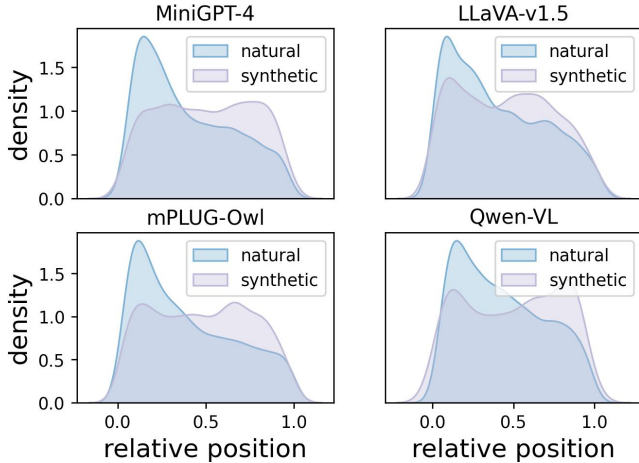 MiniGPT-4
LLaVA-v1.5
density
1.5
1.0
0.5
0.0
natural
synthetic
natural
synthetic
mPLUG-Owl
Qwen-VL
density
1.5
1.0
0.5
0.0
natural
synthetic
natural
synthetic
0.0 0.5 1.0
0.0 0.5 1.0
relative position
relative position